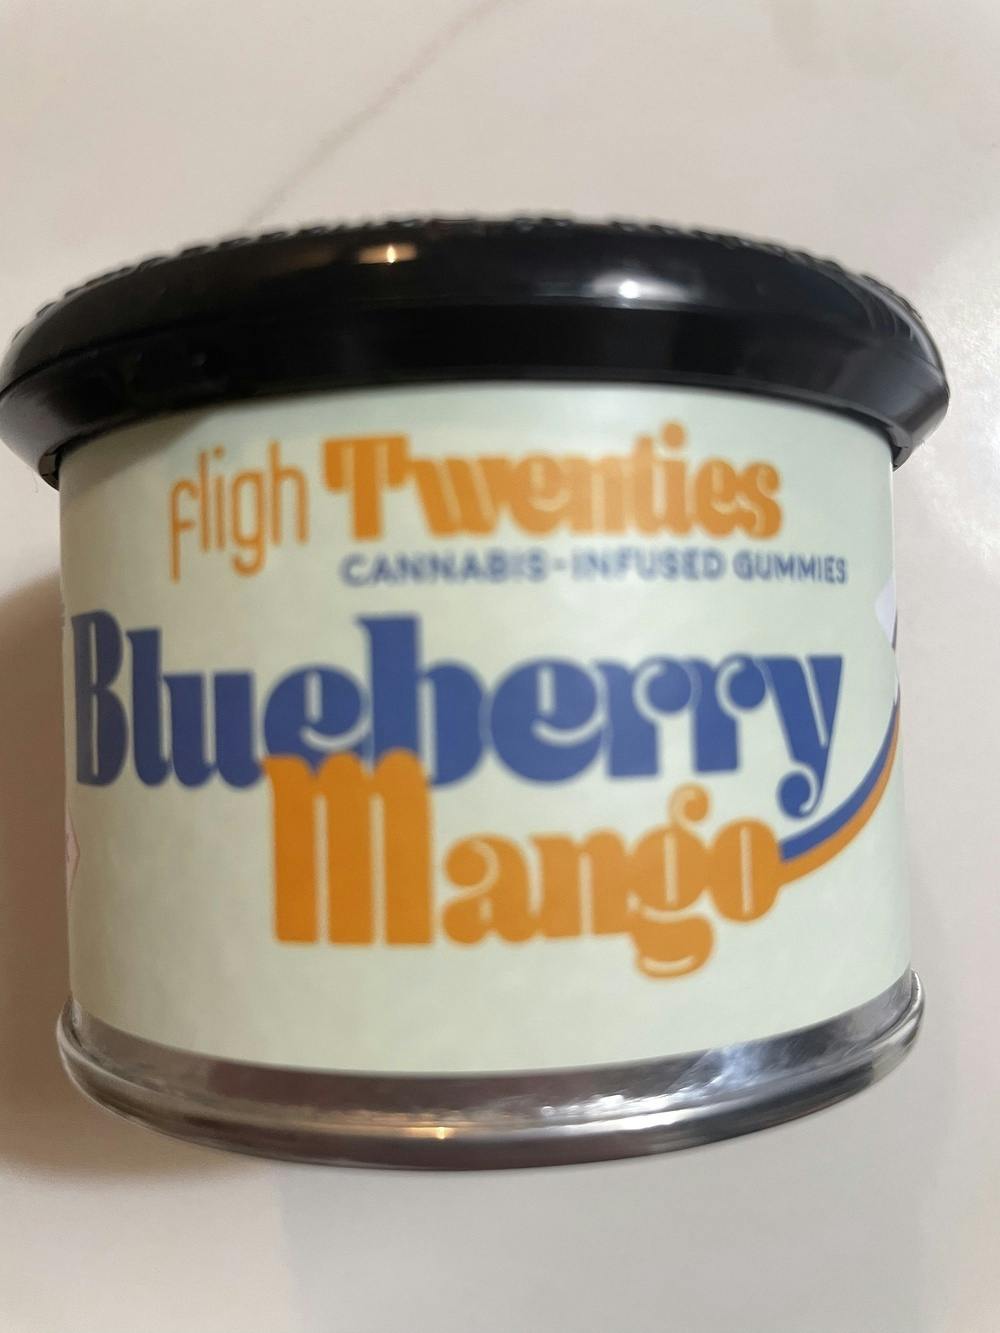 fligh Twenties
CANNABIS-INFUSED GUMMIES
Blueberry
Mango